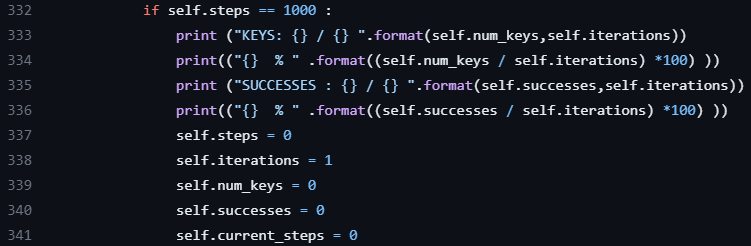 332 if self.steps == 1000 :
333 print ("KEYS: {} / {} ".format(self.num_keys,self.iterations))
334 print(("{}  % " .format((self.num_keys / self.iterations) *100) ))
335 print ("SUCCESSES : {} / {} ".format(self.successes,self.iterations))
336 print(("{}  % " .format((self.successes / self.iterations) *100) ))
337 self.steps = 0
338 self.iterations = 1
339 self.num_keys = 0
340 self.successes = 0
341 self.current_steps = 0